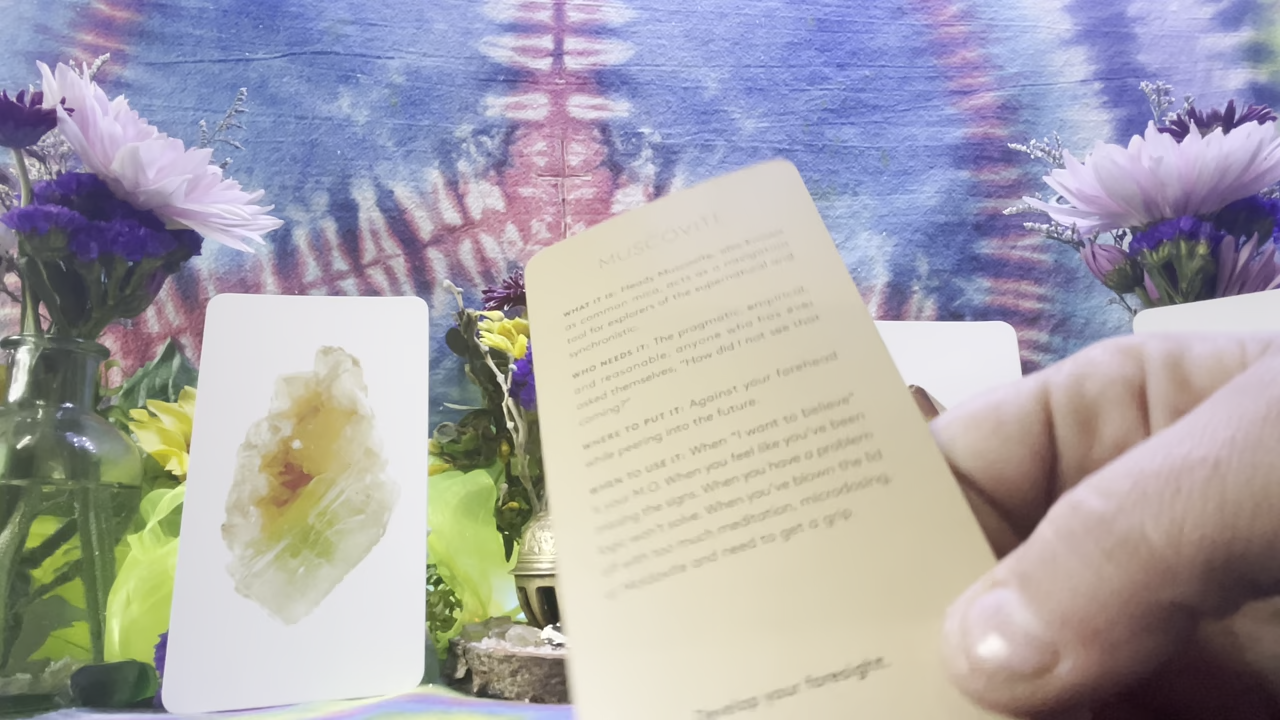 MUSCOVITE
WHAT IT IS: Muscovite, also known
as common mica, acts as a navigation
tool for explorers of the supernatural and
synchronistic.
WHO NEEDS IT: The pragmatic, empirical,
and reasonable; anyone who has ever
asked themselves, "How did I not see that
coming?"
WHERE TO PUT IT: Against your forehead
while peering into the future.
WHEN TO USE IT: When "I want to believe"
is your M.O. When you feel like you've been
missing the signs. When you have a problem
logic won't solve. When you've blown the lid
off with too much meditation, microdosing,
or Moldavite and need to get a grip.
Develop your foresight.